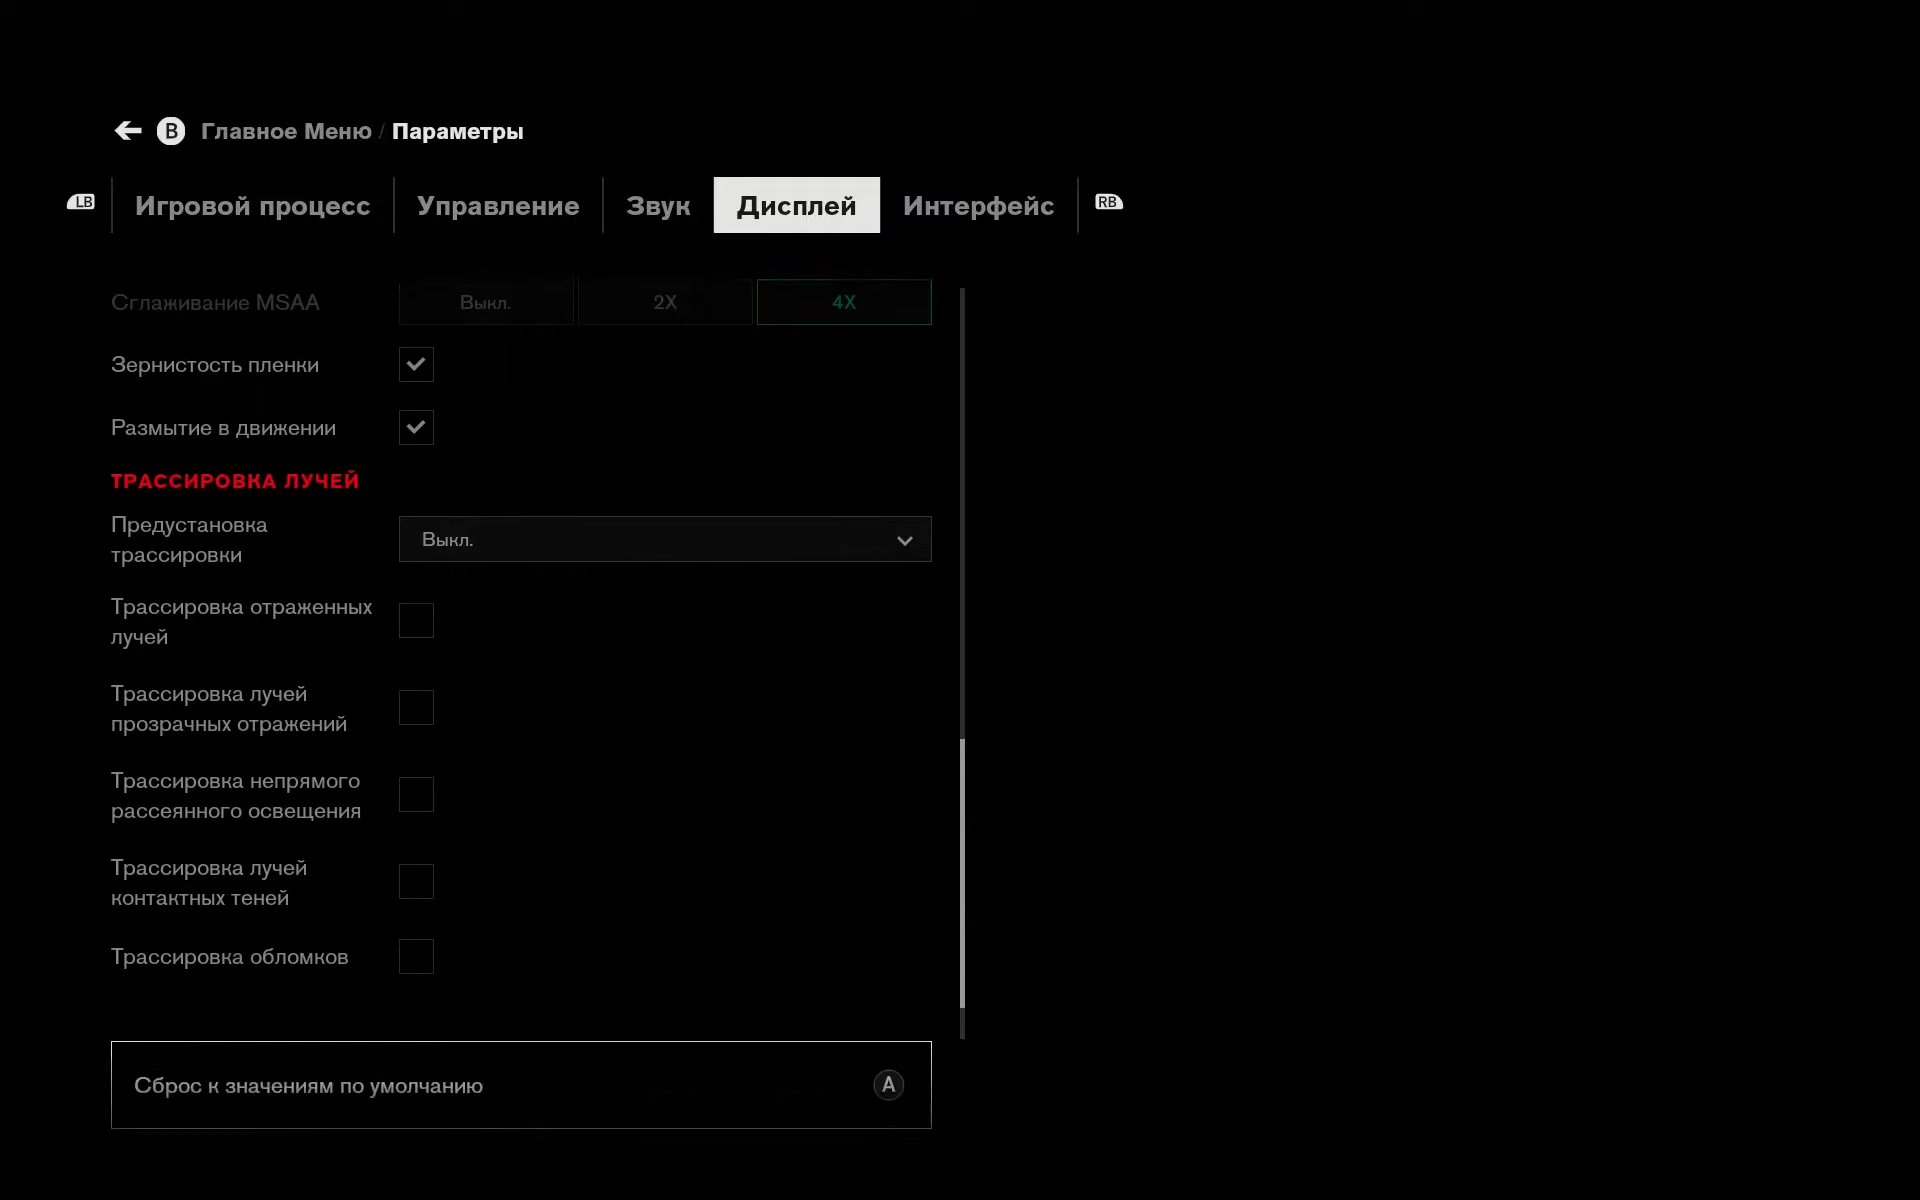 B Главное Меню / Параметры
LB Игровой процесс Управление Звук Дисплей Интерфейс RB
Сглаживание MSAA Выкл. 2X 4X
Зернистость пленки
Размытие в движении
ТРАССИРОВКА ЛУЧЕЙ
Предустановка
трассировки
Выкл.
Трассировка отраженных
лучей
Трассировка лучей
прозрачных отражений
Трассировка непрямого
рассеянного освещения
Трассировка лучей
контактных теней
Трассировка обломков
Сброс к значениям по умолчанию A